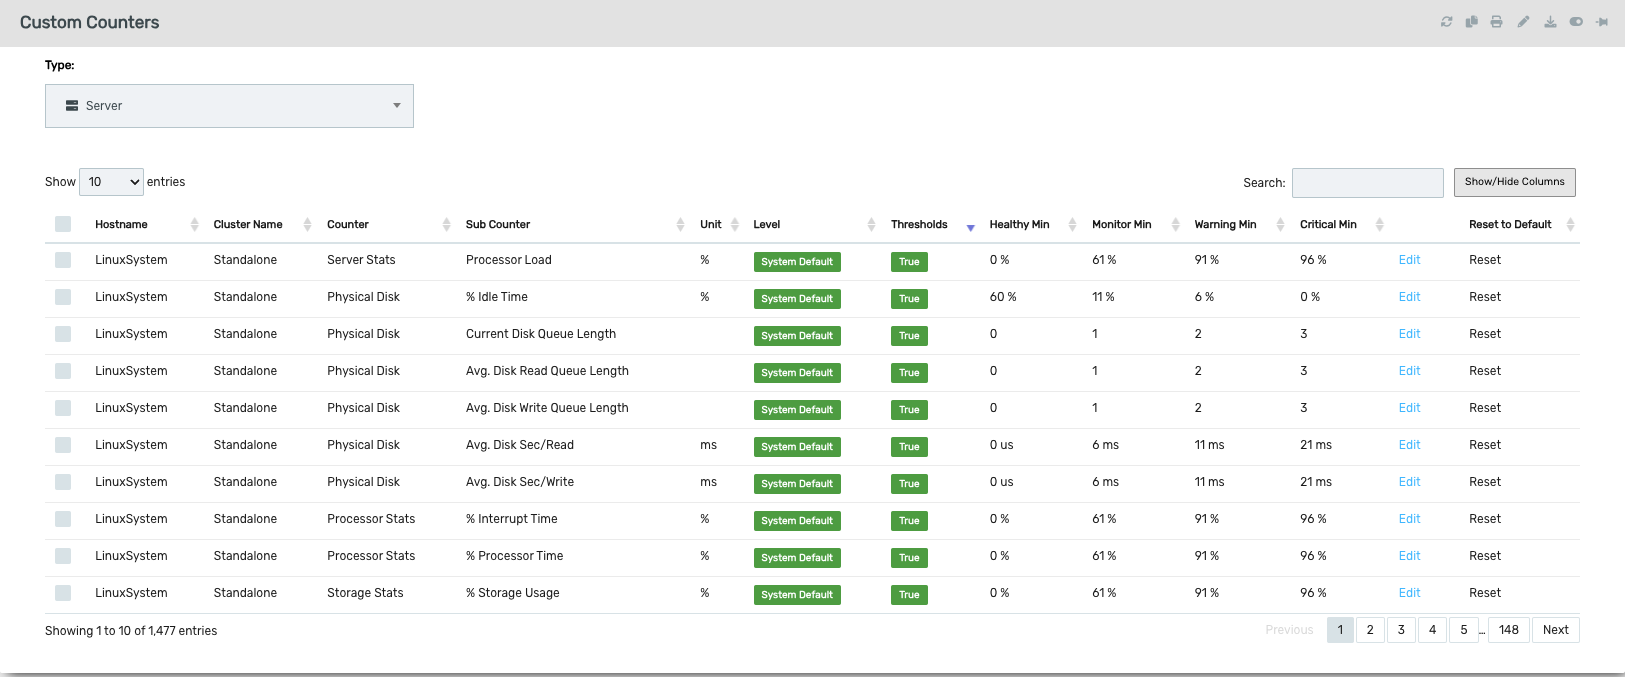 Custom Counters
Type:
Server
Show 10 entries Search: Show/Hide Columns
Hostname Cluster Name Counter Sub Counter Unit Level Thresholds Healthy Min Monitor Min Warning Min Critical Min Reset to Default
LinuxSystem Standalone Server Stats Processor Load % System Default True 0 % 61 % 91 % 96 % Edit Reset
LinuxSystem Standalone Physical Disk % Idle Time % System Default True 60 % 11 % 6 % 0 % Edit Reset
LinuxSystem Standalone Physical Disk Current Disk Queue Length System Default True 0 1 2 3 Edit Reset
LinuxSystem Standalone Physical Disk Avg. Disk Read Queue Length System Default True 0 1 2 3 Edit Reset
LinuxSystem Standalone Physical Disk Avg. Disk Write Queue Length System Default True 0 1 2 3 Edit Reset
LinuxSystem Standalone Physical Disk Avg. Disk Sec/Read ms System Default True 0 us 6 ms 11 ms 21 ms Edit Reset
LinuxSystem Standalone Physical Disk Avg. Disk Sec/Write ms System Default True 0 us 6 ms 11 ms 21 ms Edit Reset
LinuxSystem Standalone Processor Stats % Interrupt Time % System Default True 0 % 61 % 91 % 96 % Edit Reset
LinuxSystem Standalone Processor Stats % Processor Time % System Default True 0 % 61 % 91 % 96 % Edit Reset
LinuxSystem Standalone Storage Stats % Storage Usage % System Default True 0 % 61 % 91 % 96 % Edit Reset
Showing 1 to 10 of 1,477 entries Previous 1 2 3 4 5 … 148 Next